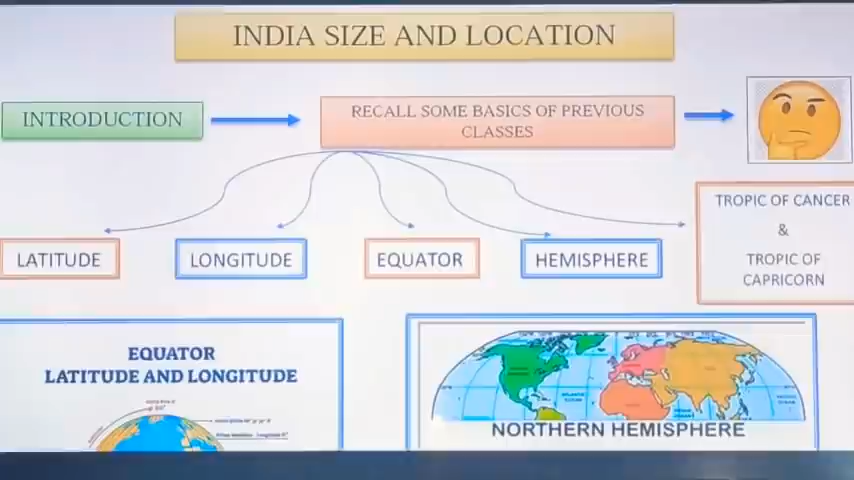 INDIA SIZE AND LOCATION
INTRODUCTION
RECALL SOME BASICS OF PREVIOUS
CLASSES
LATITUDE
LONGITUDE
EQUATOR
HEMISPHERE
TROPIC OF CANCER
&
TROPIC OF
CAPRICORN
EQUATOR
LATITUDE AND LONGITUDE
NORTHERN HEMISPHERE